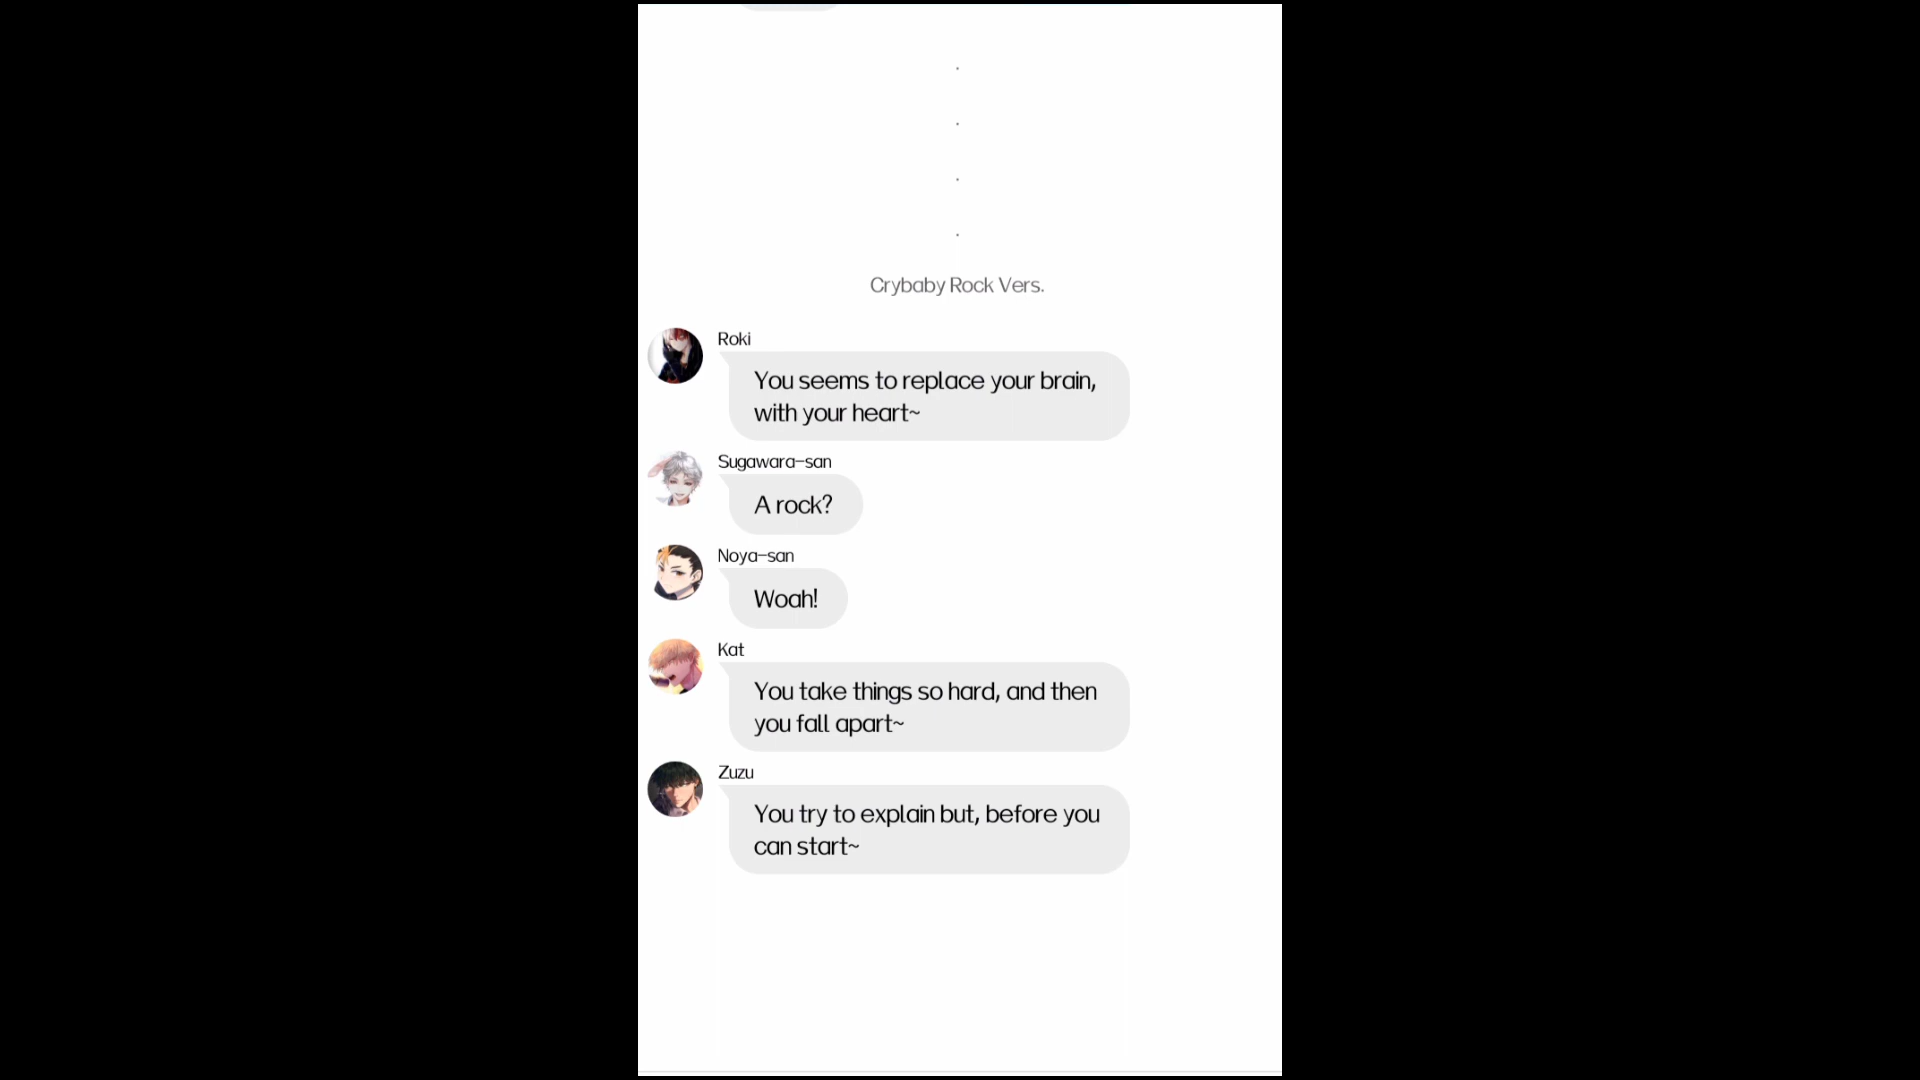 .
.
.
.
Crybaby Rock Vers.
Roki
You seems to replace your brain,
with your heart~
Sugawara-san
A rock?
Noya-san
Woah!
Kat
You take things so hard, and then
you fall apart~
Zuzu
You try to explain but, before you
can start~